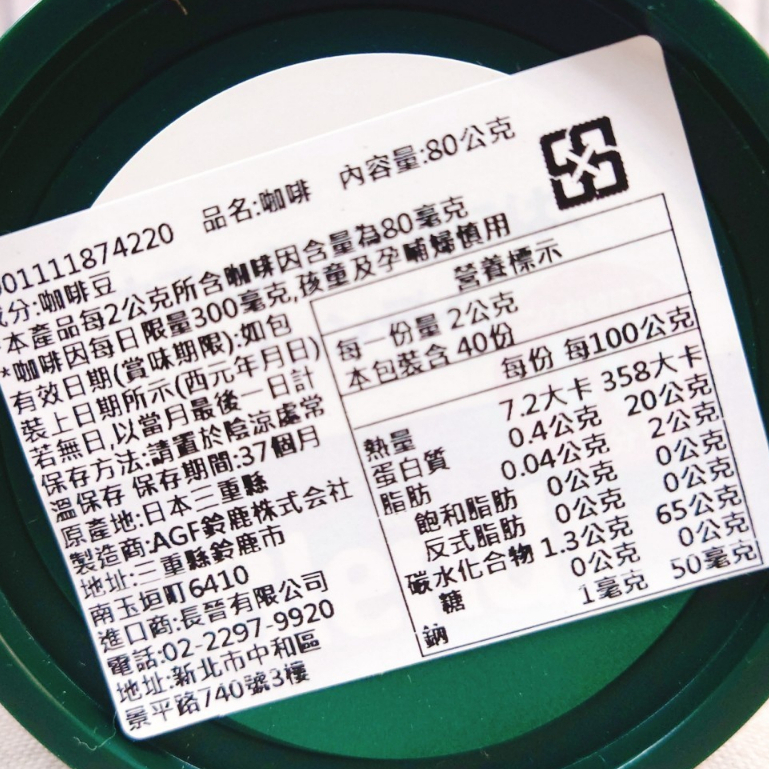 01111874220 品名:咖啡 內容量:80公克
成分:咖啡豆
*本產品每2公克所含咖啡因含量為80毫克
*咖啡因每日限量300毫克,孩童及孕哺婦慎用
有效日期(賞味期限):如包
裝上日期所示(西元年月日)
若無日,以當月最後一日計
保存方法:請置於陰涼處常
溫保存 保存期間:37個月
原產地:日本三重縣
製造商:AGF鈴鹿株式会社
地址:三重縣鈴鹿市
南玉垣町6410
進口商:長晉有限公司
電話:02-2297-9920
地址:新北市中和區
景平路740號3樓
營養標示
每一份量 2公克
本包裝含 40份
每份 每100公克
熱量 7.2大卡 358大卡
蛋白質 0.4公克 20公克
脂肪 0.04公克 2公克
飽和脂肪 0公克 0公克
反式脂肪 0公克 0公克
碳水化合物 1.3公克 65公克
糖 0公克 0公克
鈉 1毫克 50毫克